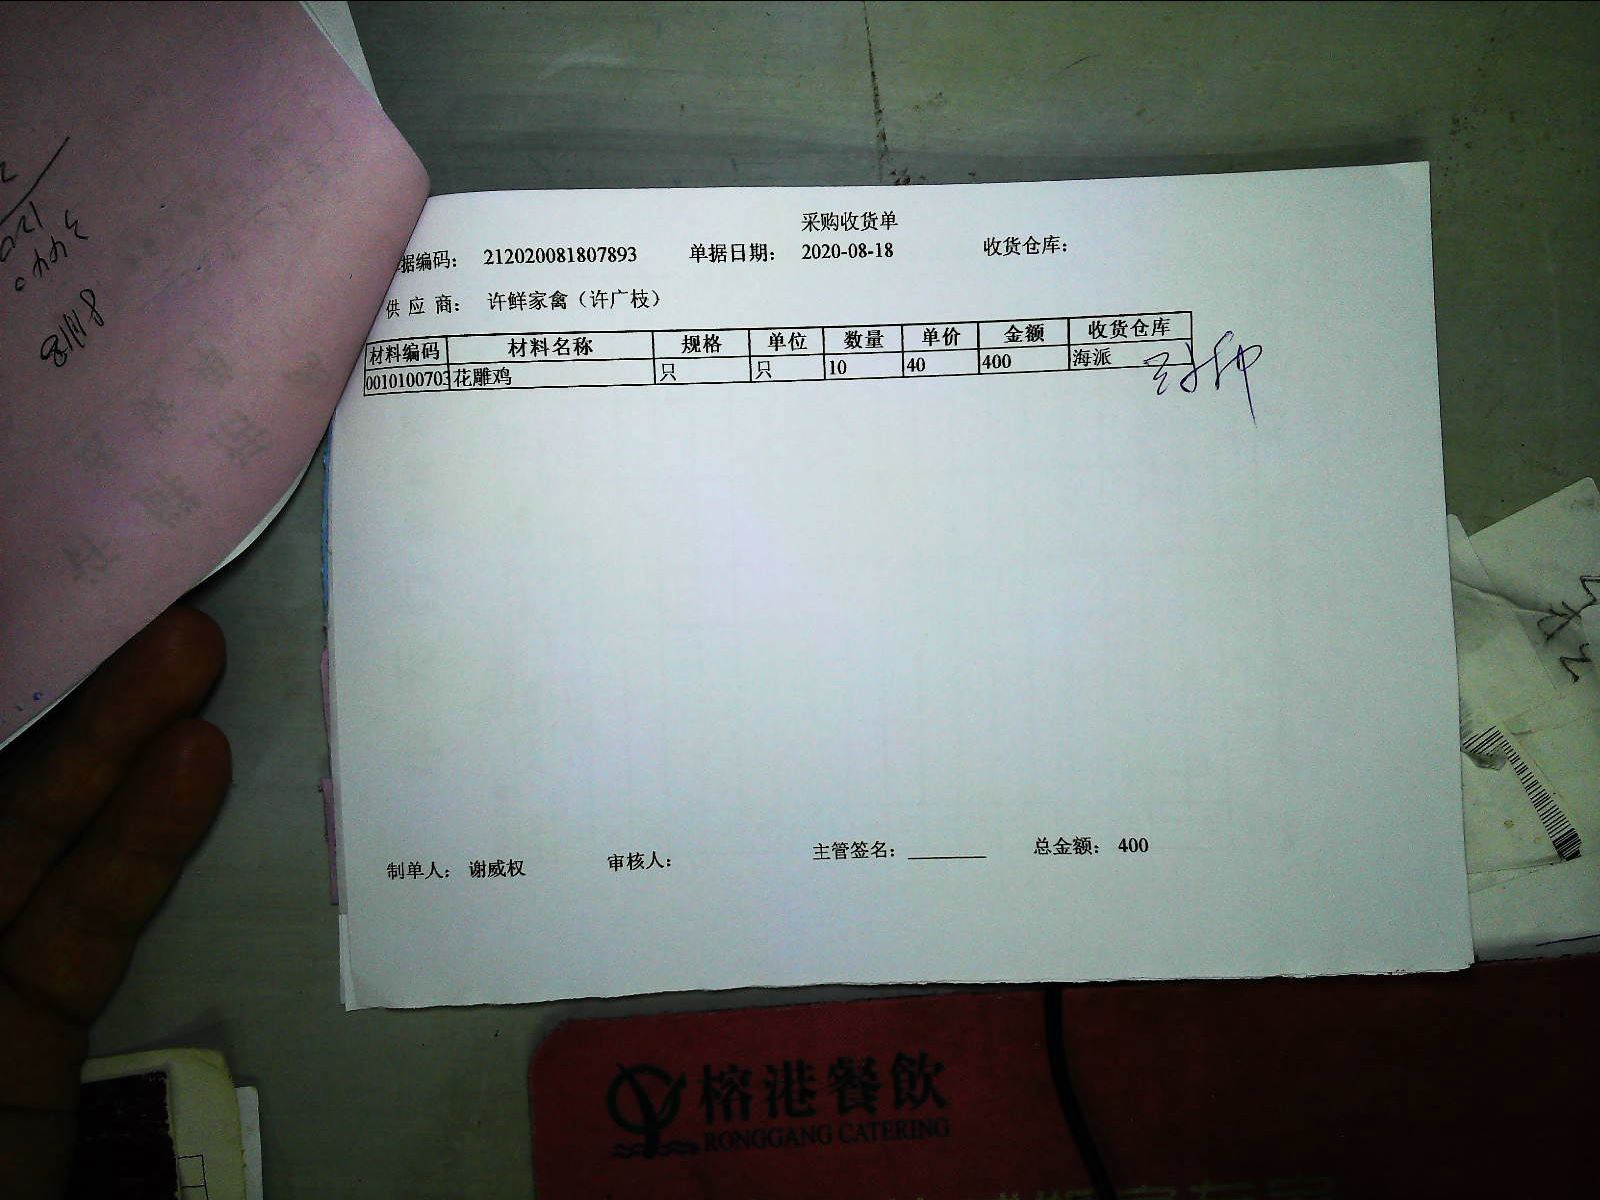 采购收货单
据编码： 212020081807893 单据日期： 2020-08-18 收货仓库：
供 应 商： 许鲜家禽（许广枝）
材料编码 材料名称 规格 单位 数量 单价 金额 收货仓库
0010100703 花雕鸡 只 只 10 40 400 海派
制单人： 谢威权 审核人： 主管签名： 总金额： 400
榕港餐飲
RONGGANG CATERING